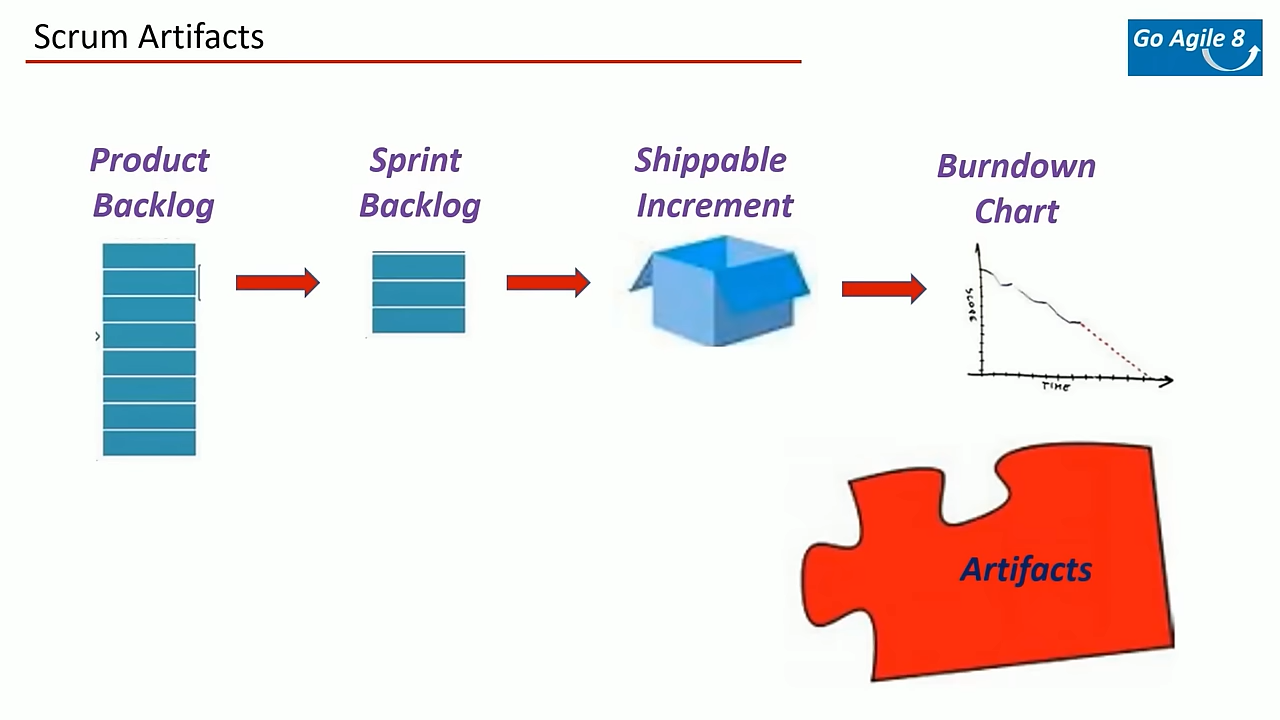 Scrum Artifacts
Go Agile 8
Product
Backlog
Sprint
Backlog
Shippable
Increment
Burndown
Chart
SCOPE
TIME
Artifacts